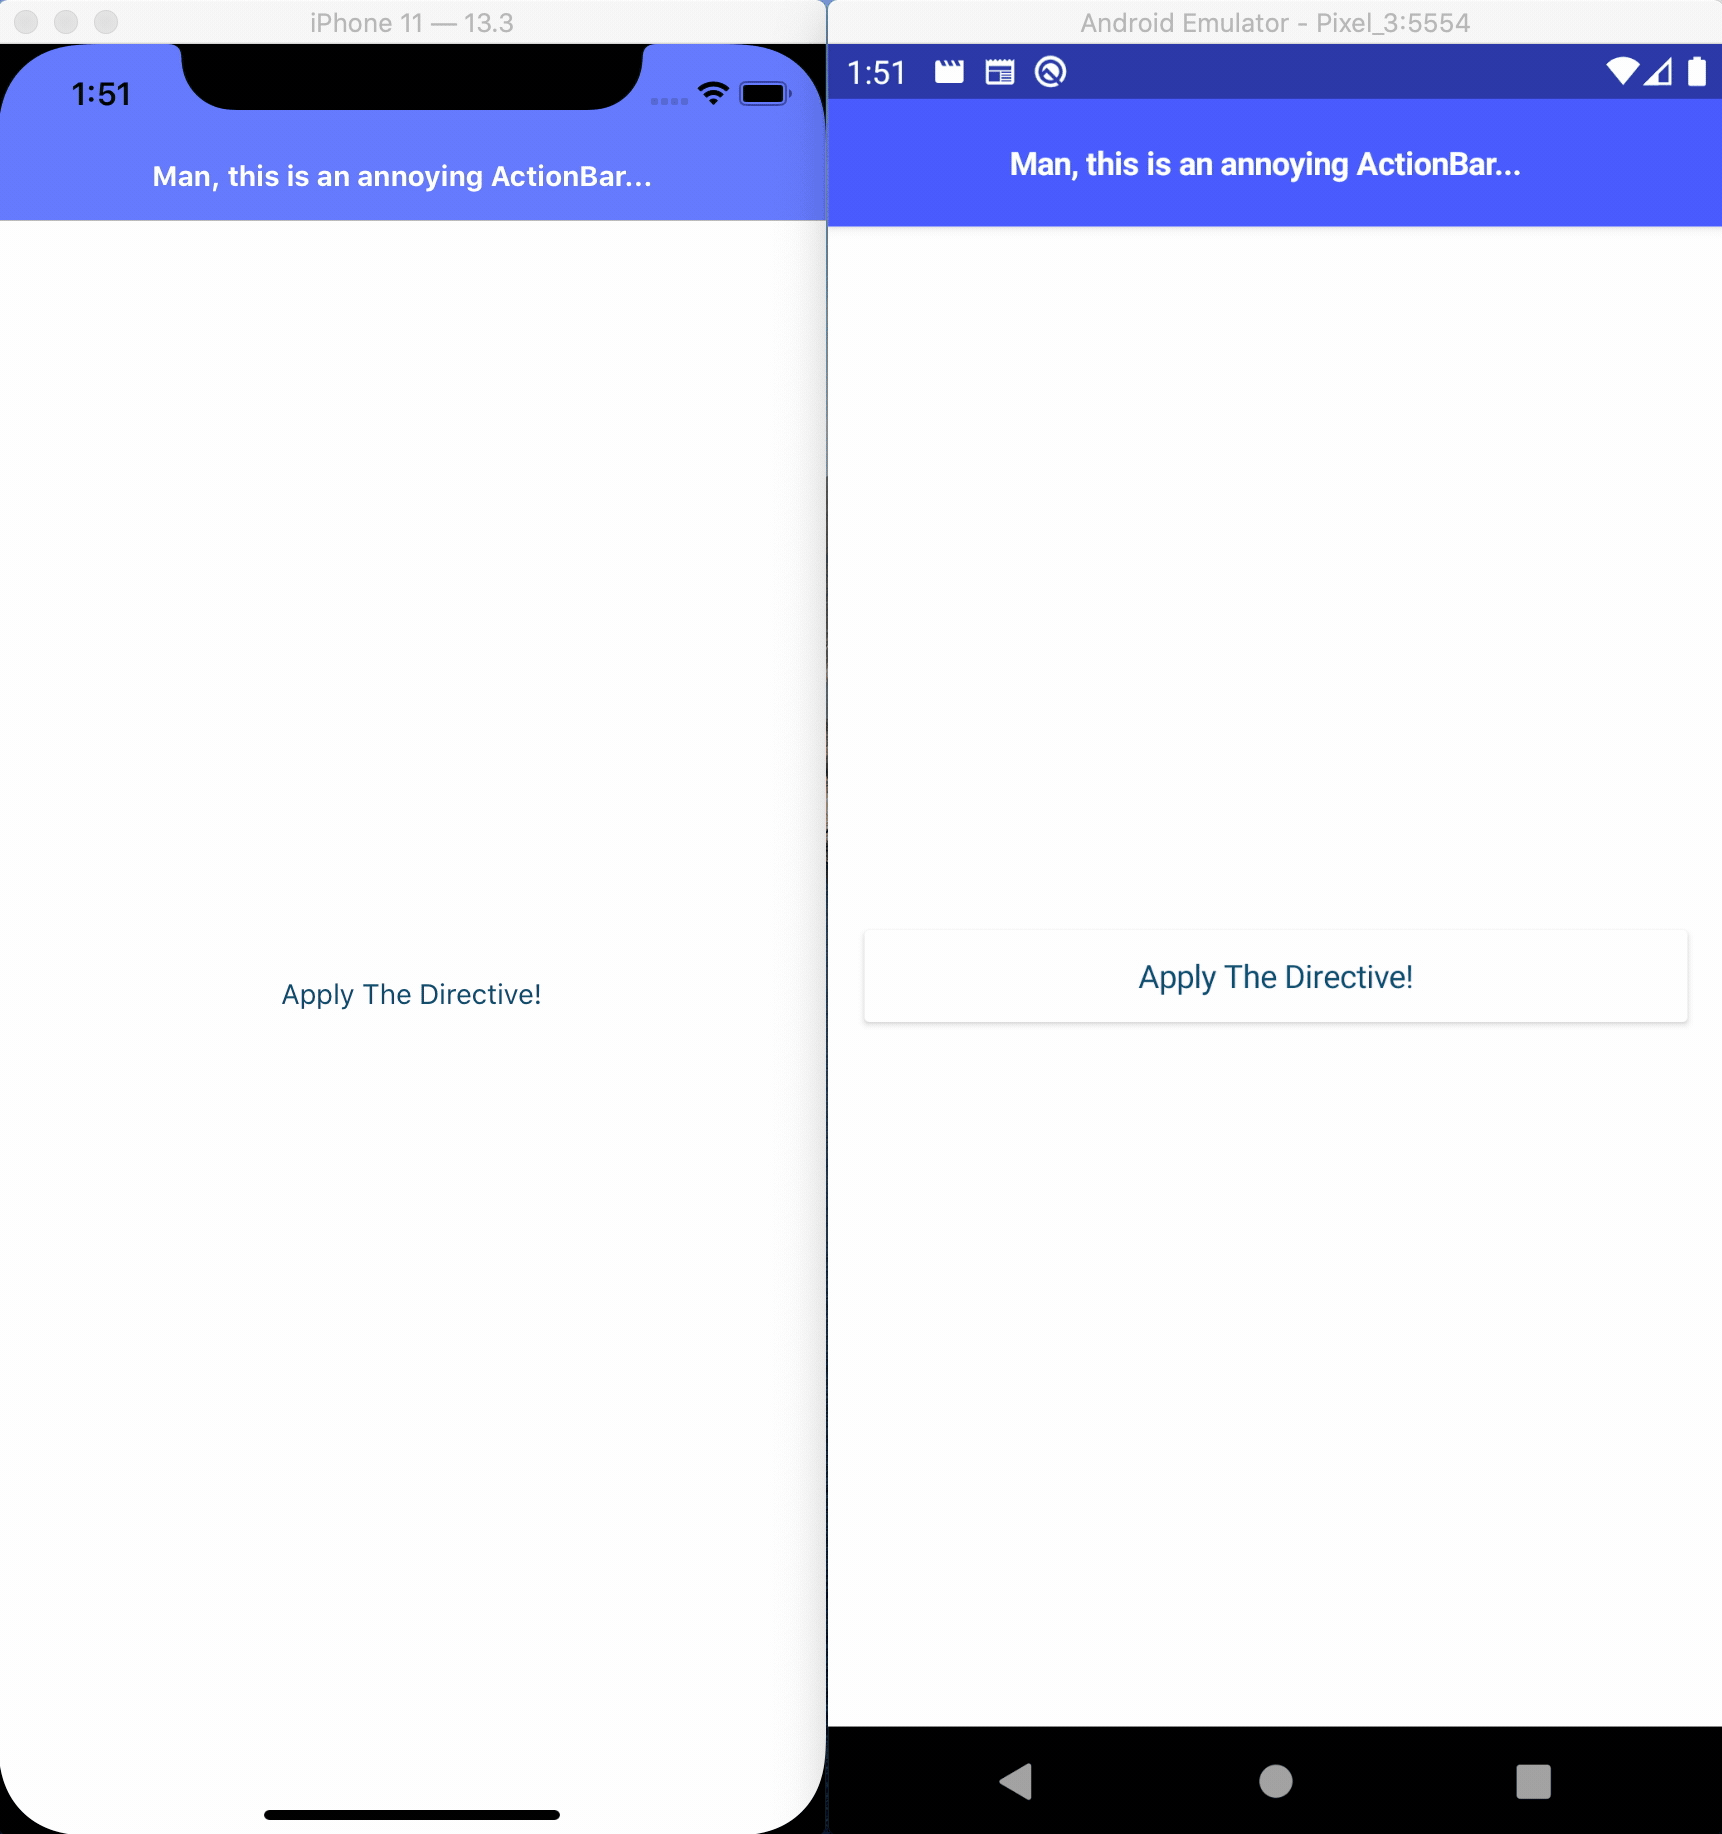 iPhone 11 — 13.3
1:51
Man, this is an annoying ActionBar...
Apply The Directive!
Android Emulator - Pixel_3:5554
1:51
Man, this is an annoying ActionBar...
Apply The Directive!